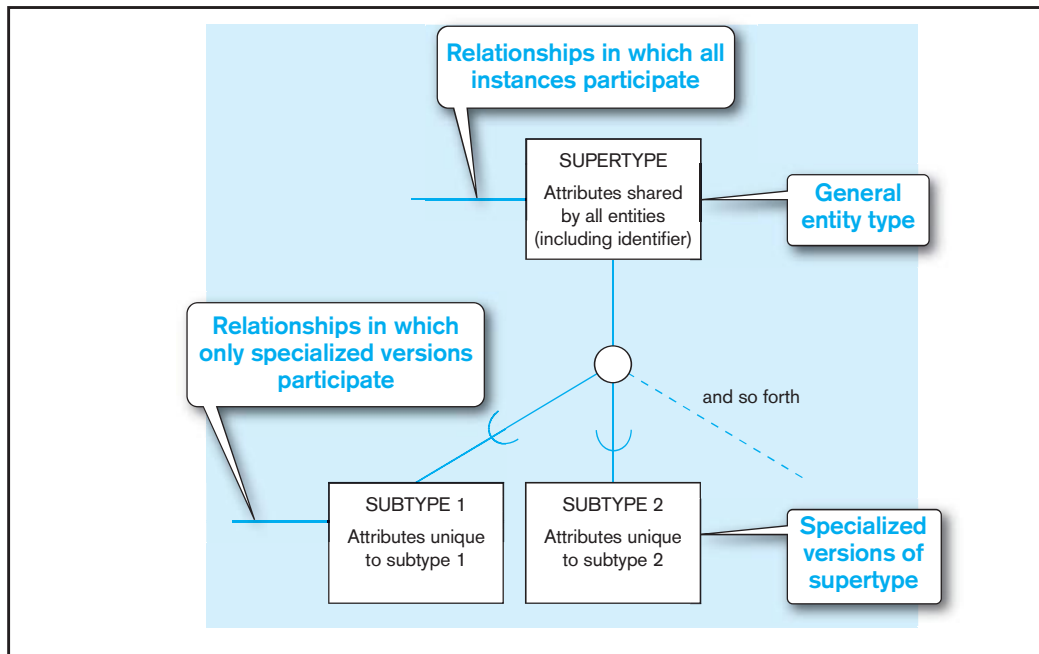 Relationships in which all
instances participate
SUPERTYPE
Attributes shared
by all entities
(including identifier)
General
entity type
Relationships in which
only specialized versions
participate
and so forth
SUBTYPE 1
Attributes unique
to subtype 1
SUBTYPE 2
Attributes unique
to subtype 2
Specialized
versions of
supertype